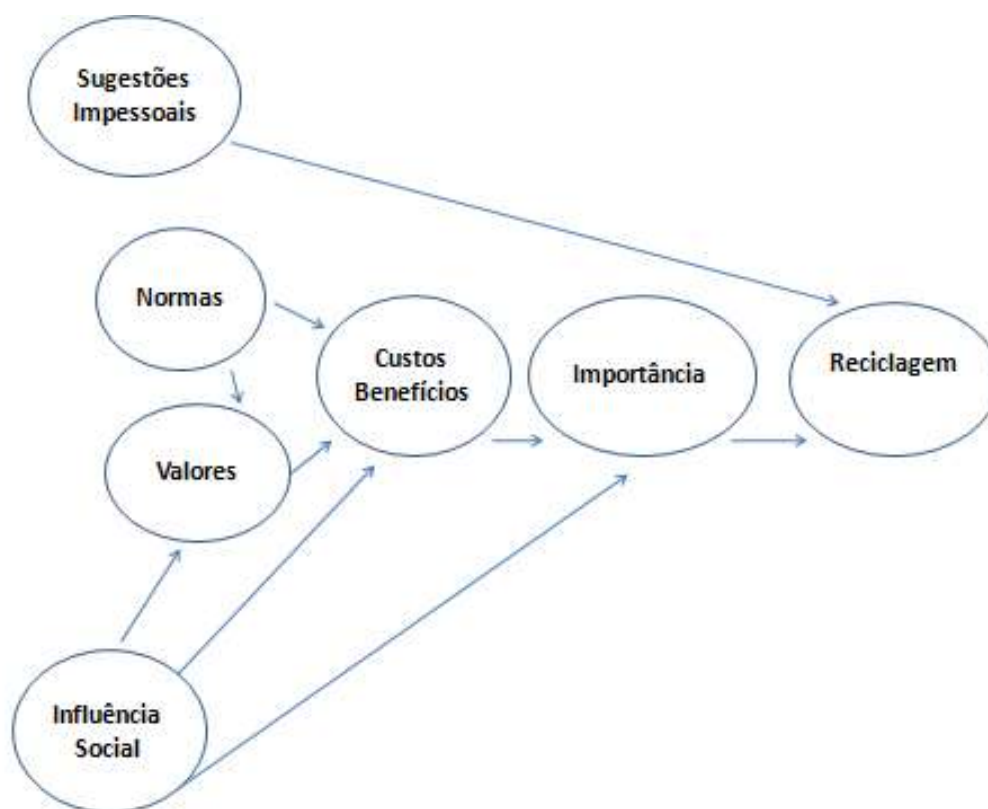 Sugestões
Impessoais
Normas
Custos
Benefícios
Importância
Reciclagem
Valores
Influência
Social